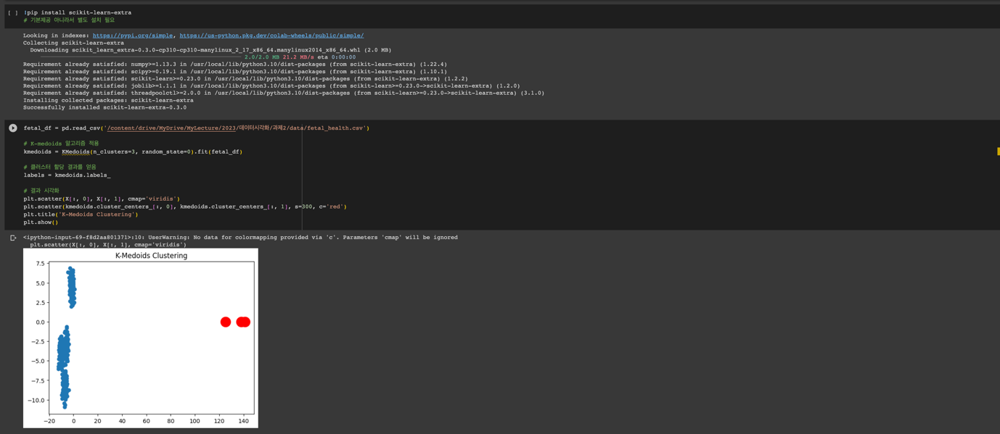 [ ] !pip install scikit-learn-extra
# 기본제공 아니라서 별도 설치 필요
Looking in indexes: https://pypi.org/simple, https://us-python.pkg.dev/colab-wheels/public/simple/
Collecting scikit-learn-extra
Downloading scikit_learn_extra-0.3.0-cp310-cp310-manylinux_2_17_x86_64.manylinux2014_x86_64.whl (2.0 MB)
2.0/2.0 MB 21.2 MB/s eta 0:00:00
Requirement already satisfied: numpy>=1.13.3 in /usr/local/lib/python3.10/dist-packages (from scikit-learn-extra) (1.22.4)
Requirement already satisfied: scipy>=0.19.1 in /usr/local/lib/python3.10/dist-packages (from scikit-learn-extra) (1.10.1)
Requirement already satisfied: scikit-learn>=0.23.0 in /usr/local/lib/python3.10/dist-packages (from scikit-learn-extra) (1.2.2)
Requirement already satisfied: joblib>=1.1.1 in /usr/local/lib/python3.10/dist-packages (from scikit-learn>=0.23.0->scikit-learn-extra) (1.2.0)
Requirement already satisfied: threadpoolctl>=2.0.0 in /usr/local/lib/python3.10/dist-packages (from scikit-learn>=0.23.0->scikit-learn-extra) (3.1.0)
Installing collected packages: scikit-learn-extra
Successfully installed scikit-learn-extra-0.3.0
fetal_df = pd.read_csv('/content/drive/MyDrive/MyLecture/2023/데이터시각화/과제2/data/fetal_health.csv')
# K-medoids 알고리즘 적용
kmedoids = KMedoids(n_clusters=3, random_state=0).fit(fetal_df)
# 클러스터 할당 결과를 얻음
labels = kmedoids.labels_
# 결과 시각화
plt.scatter(X[:, 0], X[:, 1], cmap='viridis')
plt.scatter(kmedoids.cluster_centers_[:, 0], kmedoids.cluster_centers_[:, 1], s=300, c='red')
plt.title('K-Medoids Clustering')
plt.show()
<ipython-input-69-f8d2aa801371>:10: UserWarning: No data for colormapping provided via 'c'. Parameters 'cmap' will be ignored
plt.scatter(X[:, 0], X[:, 1], cmap='viridis')
K-Medoids Clustering
7.5
5.0
2.5
0.0
−2.5
−5.0
−7.5
−10.0
−20 0 20 40 60 80 100 120 140